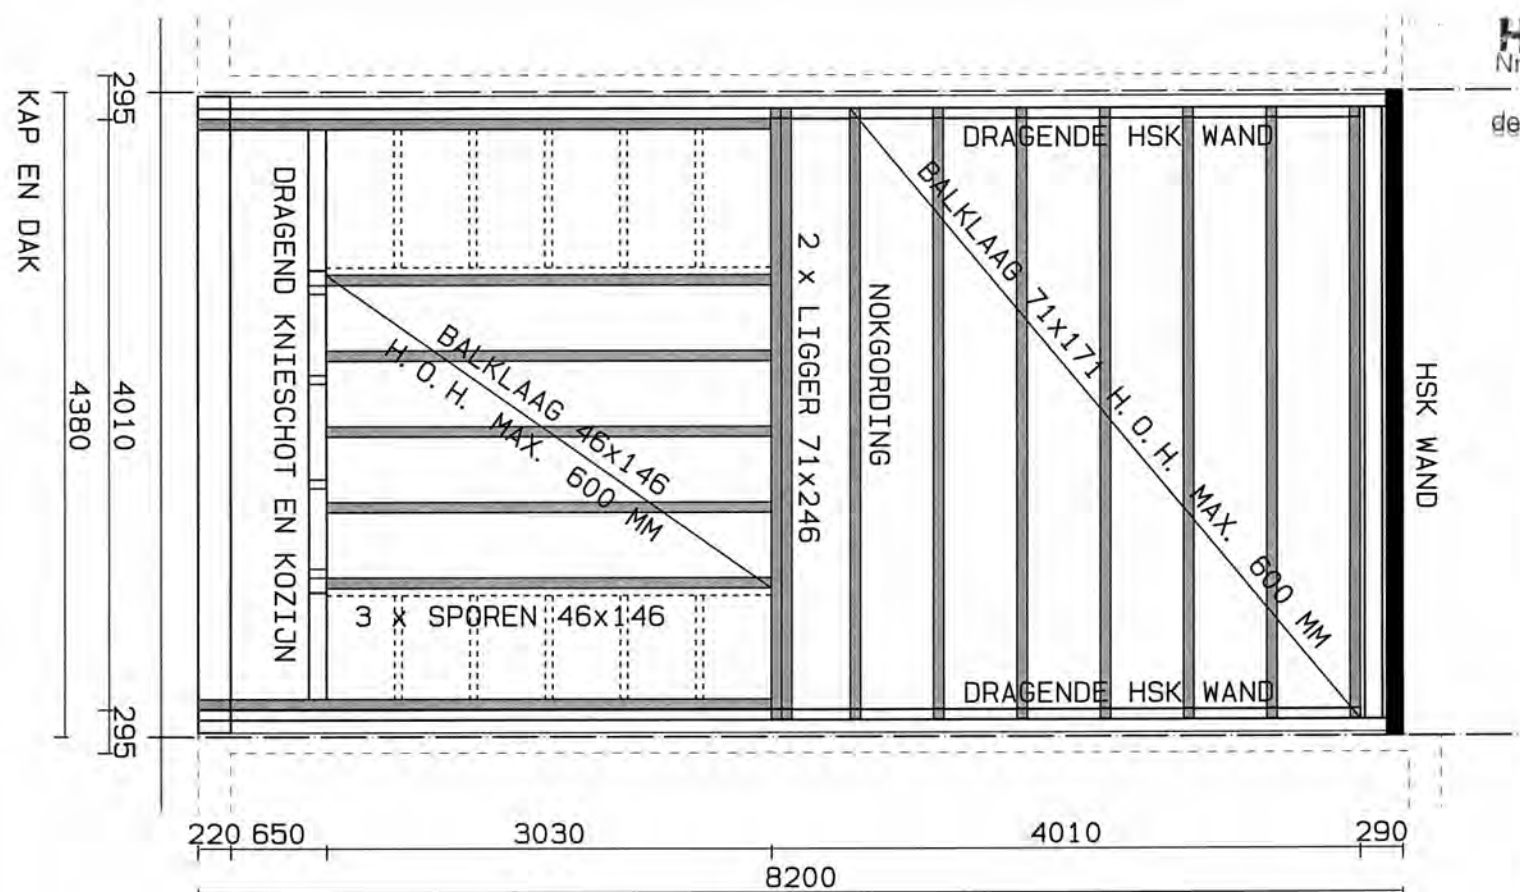 KAP EN DAK
295
4010
4380
295
DRAGEND KNIESCHOT EN KOZIJN
BALKLAAG 46x146
H.O.H. MAX. 600 MM
3 x SPOREN 46x146
2 x LIGGER 71x246
NOKGORDING
DRAGENDE HSK WAND
BALKLAAG 71x171 H.O.H. MAX. 600 MM
DRAGENDE HSK WAND
HSK WAND
220 650 3030 4010 290
8200